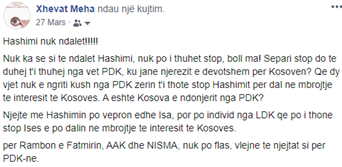 Xhevat Meha ndau një kujtim.
27 Mars ·
Hashimi nuk ndalet!!!!!
Nuk ka se si te ndalet Hashimi, nuk po i thuhet stop, boll ma! Separi stop do te
duhej t'i thuhej nga vet PDK, ku jane njerezit e devotshem per Kosoven? Qe dy
vjet nuk e ngriti kush nga PDK zerin t'i thote stop Hashimit per dal ne mbrojtje
te interesit te Kosoves. A eshte Kosova e ndonjerit nga PDK?
Njejte me Hashimin po vepron edhe Isa, por po individ nga LDK qe po i thone
stop Ises e po dalin ne mbrojtje te interesit te Kosoves.
per Rambon e Fatmirin, AAK dhe NISMA, nuk po flas, vlejne te njejtat si per
PDK-ne.